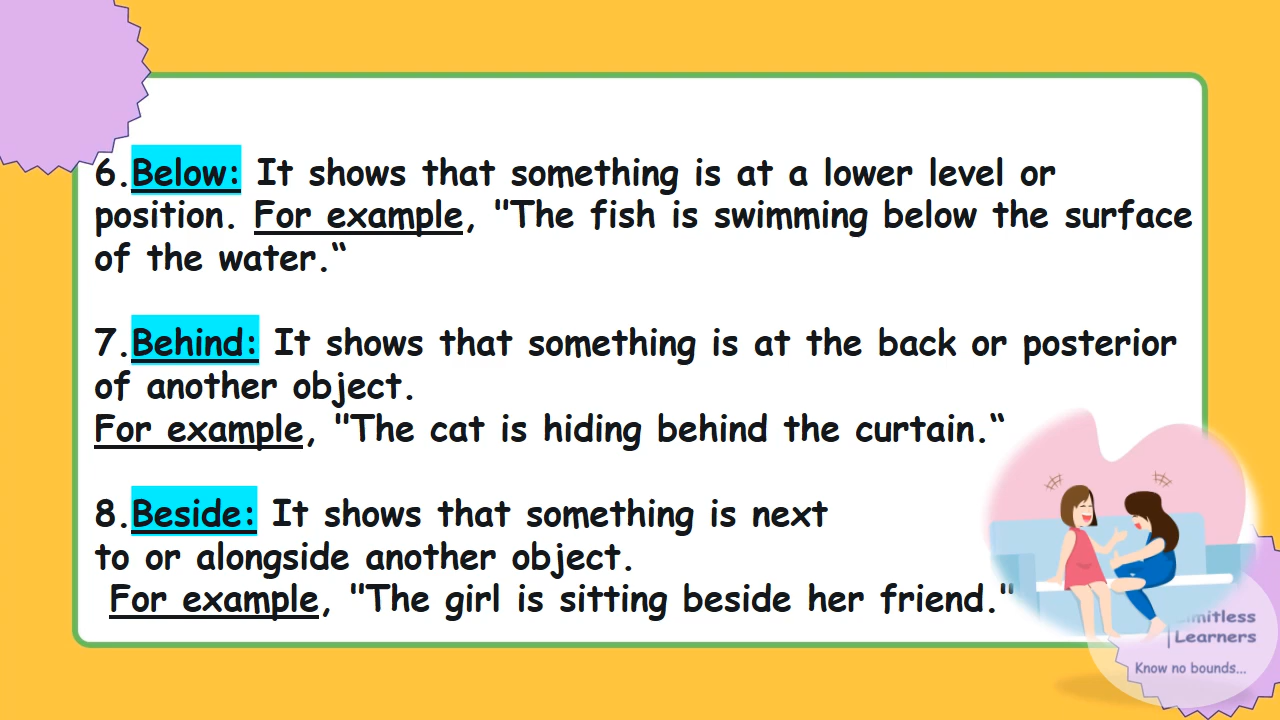 6.Below: It shows that something is at a lower level or
position. For example, "The fish is swimming below the surface
of the water.“
7.Behind: It shows that something is at the back or posterior
of another object.
For example, "The cat is hiding behind the curtain.“
8.Beside: It shows that something is next
to or alongside another object.
For example, "The girl is sitting beside her friend."
Learners
Know no bounds...